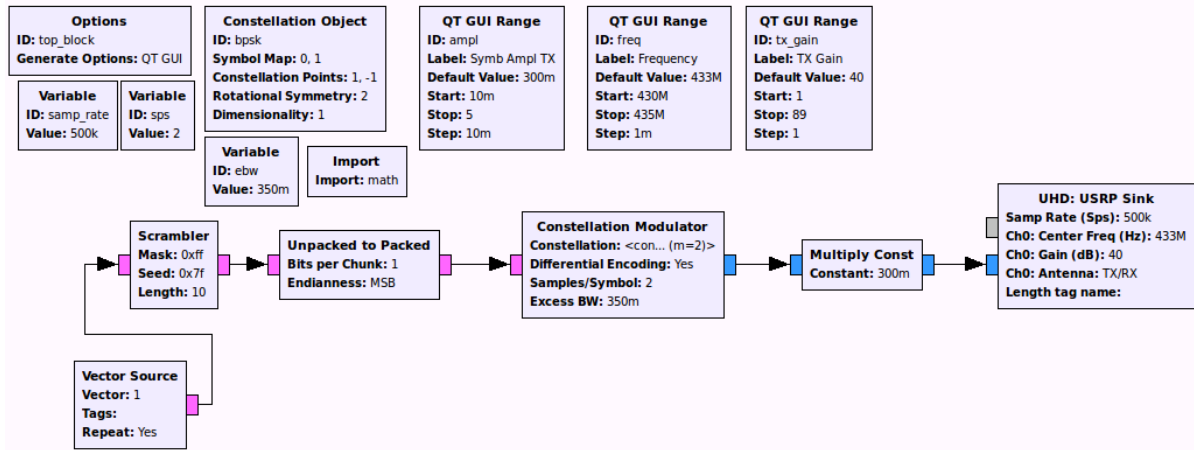 Options
ID: top_block
Generate Options: QT GUI
Variable
ID: samp_rate
Value: 500k
Variable
ID: sps
Value: 2
Constellation Object
ID: bpsk
Symbol Map: 0, 1
Constellation Points: 1, -1
Rotational Symmetry: 2
Dimensionality: 1
Variable
ID: ebw
Value: 350m
Import
Import: math
QT GUI Range
ID: ampl
Label: Symb Ampl TX
Default Value: 300m
Start: 10m
Stop: 5
Step: 10m
QT GUI Range
ID: freq
Label: Frequency
Default Value: 433M
Start: 430M
Stop: 435M
Step: 1m
QT GUI Range
ID: tx_gain
Label: TX Gain
Default Value: 40
Start: 1
Stop: 89
Step: 1
Scrambler
Mask: 0xff
Seed: 0x7f
Length: 10
Unpacked to Packed
Bits per Chunk: 1
Endianness: MSB
Constellation Modulator
Constellation: <con... (m=2)>
Differential Encoding: Yes
Samples/Symbol: 2
Excess BW: 350m
Multiply Const
Constant: 300m
UHD: USRP Sink
Samp Rate (Sps): 500k
Ch0: Center Freq (Hz): 433M
Ch0: Gain (dB): 40
Ch0: Antenna: TX/RX
Length tag name:
Vector Source
Vector: 1
Tags:
Repeat: Yes